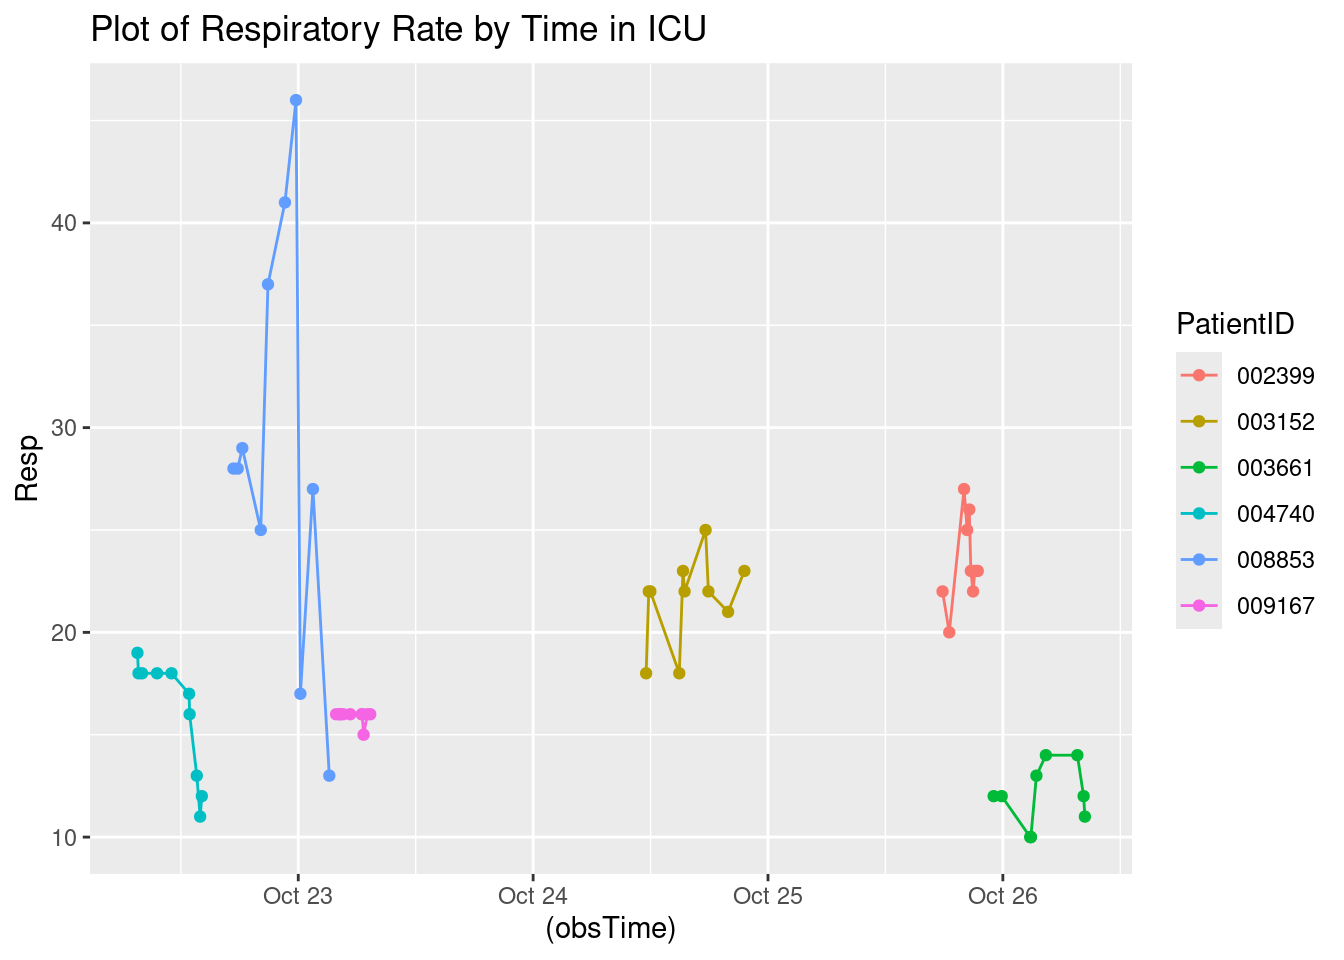 Plot of Respiratory Rate by Time in ICU
Resp
40
30
20
10
Oct 23
Oct 24
Oct 25
Oct 26
(obsTime)
PatientID
002399
003152
003661
004740
008853
009167